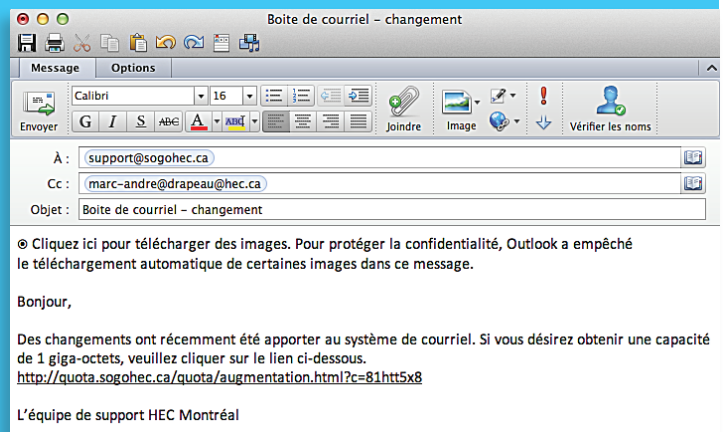 Boite de courriel – changement
Message Options
Calibri 16
Envoyer G I S ABC A ABC Joindre Image Vérifier les noms
À : support@sogohec.ca
Cc : marc-andre@drapeau@hec.ca
Objet : Boite de courriel – changement
Cliquez ici pour télécharger des images. Pour protéger la confidentialité, Outlook a empêché
le téléchargement automatique de certaines images dans ce message.
Bonjour,
Des changements ont récemment été apporter au système de courriel. Si vous désirez obtenir une capacité
de 1 giga-octets, veuillez cliquer sur le lien ci-dessous.
http://quota.sogohec.ca/quota/augmentation.html?c=81htt5x8
L'équipe de support HEC Montréal